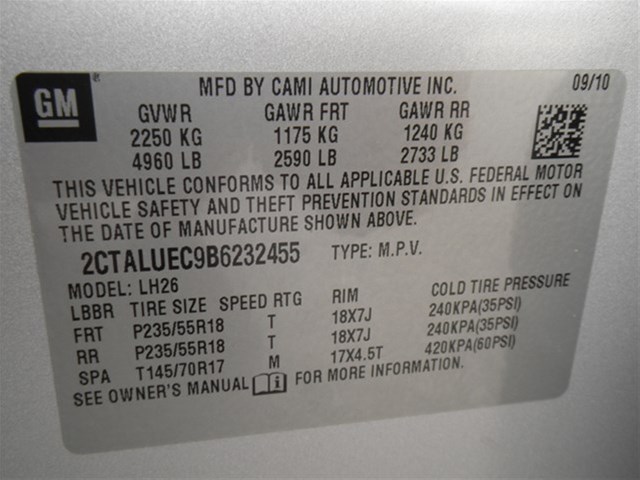 GM
MFD BY CAMI AUTOMOTIVE INC. 09/10
GVWR GAWR FRT GAWR RR
2250 KG 1175 KG 1240 KG
4960 LB 2590 LB 2733 LB
THIS VEHICLE CONFORMS TO ALL APPLICABLE U.S. FEDERAL MOTOR
VEHICLE SAFETY AND THEFT PREVENTION STANDARDS IN EFFECT ON
THE DATE OF MANUFACTURE SHOWN ABOVE.
2CTALUEC9B6232455 TYPE: M.P.V.
MODEL: LH26
LBBR TIRE SIZE SPEED RTG RIM COLD TIRE PRESSURE
FRT P235/55R18 T 18X7J 240KPA(35PSI)
RR P235/55R18 T 18X7J 240KPA(35PSI)
SPA T145/70R17 M 17X4.5T 420KPA(60PSI)
SEE OWNER'S MANUAL i FOR MORE INFORMATION.